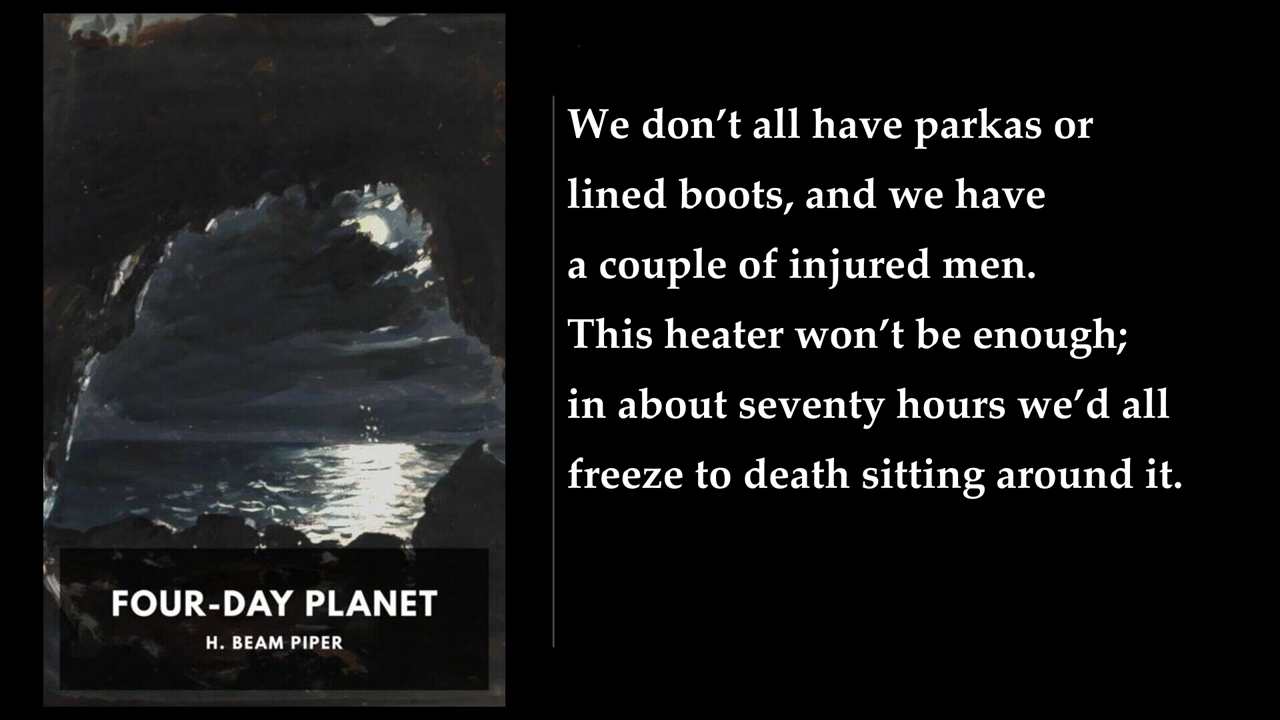 FOUR-DAY PLANET
H. BEAM PIPER
We don’t all have parkas or
lined boots, and we have
a couple of injured men.
This heater won’t be enough;
in about seventy hours we’d all
freeze to death sitting around it.